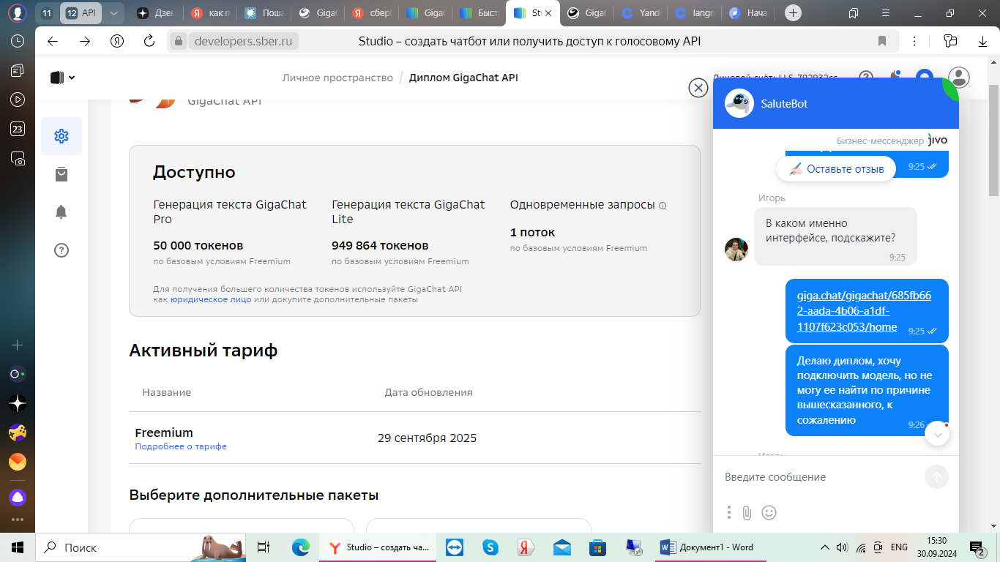 11
12
API
Дзен
как п
Поша
GigaC
сбер
GigaC
Быст
Stu
GigaC
Yand
langr
Нача
developers.sber.ru
Studio – создать чатбот или получить доступ к голосовому API
Личное пространство / Диплом GigaChat API
GigaChat API
23
Доступно
Генерация текста GigaChat
Pro
50 000 токенов
по базовым условиям Freemium
Генерация текста GigaChat
Lite
949 864 токенов
по базовым условиям Freemium
Одновременные запросы
1 поток
по базовым условиям Freemium
Для получения большего количества токенов используйте GigaChat API
как юридическое лицо или докупите дополнительные пакеты
Активный тариф
Название
Дата обновления
Freemium
Подробнее о тарифе
29 сентября 2025
Выберите дополнительные пакеты
SaluteBot
Бизнес-мессенджер jivo
9:25
Оставьте отзыв
Игорь
В каком именно
интерфейсе, подскажите?
9:25
giga.chat/gigachat/685fb66
2-aada-4b06-a1df-
1107f623c053/home
9:25
Делаю диплом, хочу
подключить модель, но не
могу ее найти по причине
вышесказанного, к
сожалению
9:26
Введите сообщение
Поиск
Studio – создать ча...
Документ1 - Word
ENG
15:30
30.09.2024
2